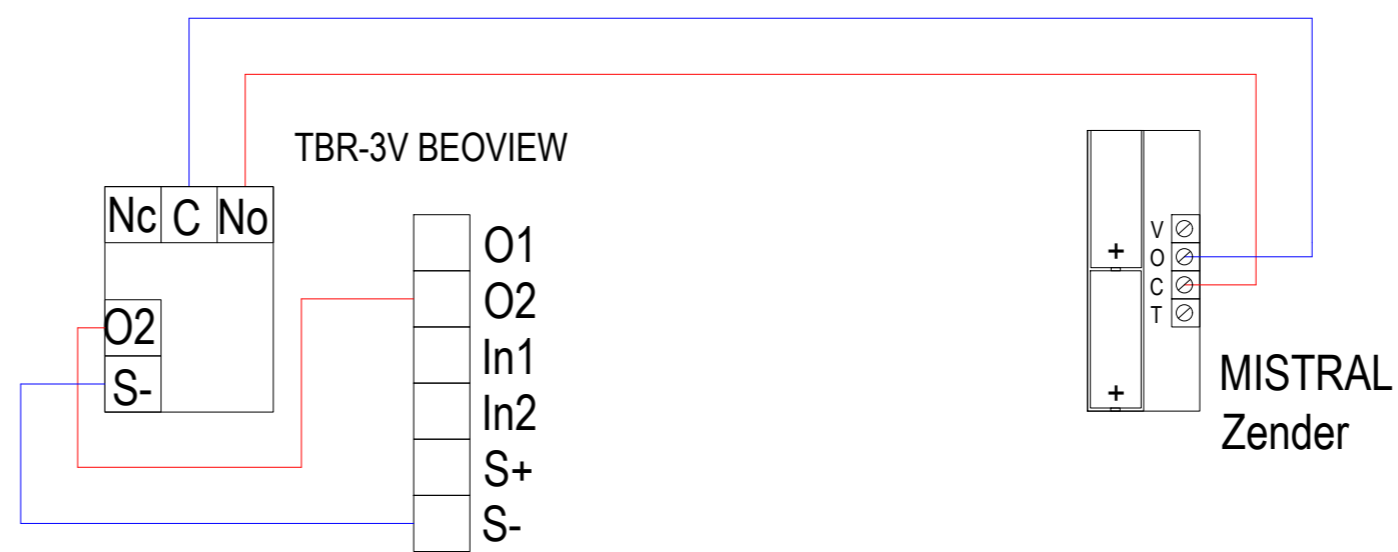 TBR-3V BEOVIEW
Nc C No
O2
S-
O1
O2
In1
In2
S+
S-
+
+
V
O
C
T
MISTRAL
Zender